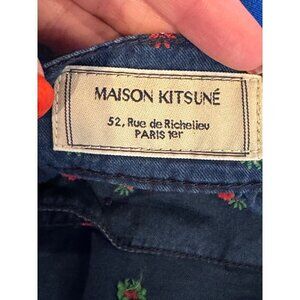 MAISON KITSUNÉ
52, Rue de Richelieu
PARIS 1er